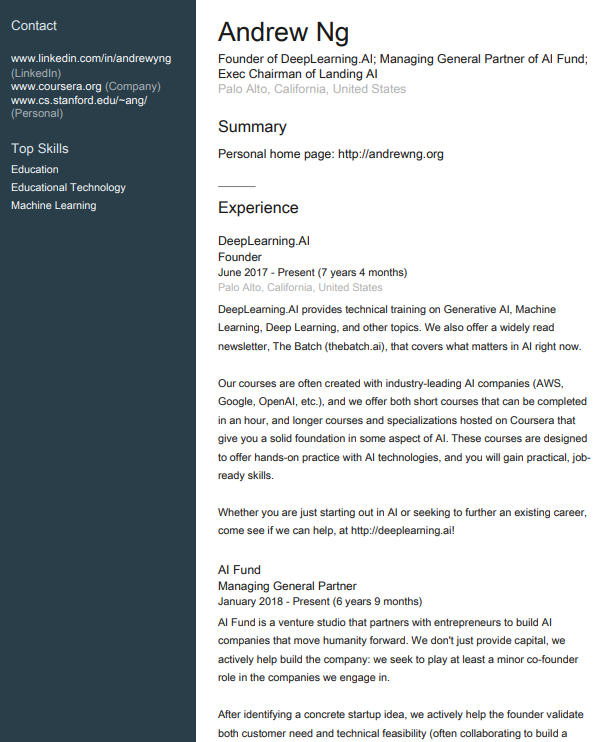 Contact
www.linkedin.com/in/andrewyng
(LinkedIn)
www.coursera.org (Company)
www.cs.stanford.edu/~ang/
(Personal)
Top Skills
Education
Educational Technology
Machine Learning
Andrew Ng
Founder of DeepLearning.AI; Managing General Partner of AI Fund;
Exec Chairman of Landing AI
Palo Alto, California, United States
Summary
Personal home page: http://andrewng.org
Experience
DeepLearning.AI
Founder
June 2017 - Present (7 years 4 months)
Palo Alto, California, United States
DeepLearning.AI provides technical training on Generative AI, Machine
Learning, Deep Learning, and other topics. We also offer a widely read
newsletter, The Batch (thebatch.ai), that covers what matters in AI right now.
Our courses are often created with industry-leading AI companies (AWS,
Google, OpenAI, etc.), and we offer both short courses that can be completed
in an hour, and longer courses and specializations hosted on Coursera that
give you a solid foundation in some aspect of AI. These courses are designed
to offer hands-on practice with AI technologies, and you will gain practical, job-
ready skills.
Whether you are just starting out in AI or seeking to further an existing career,
come see if we can help, at http://deeplearning.ai!
AI Fund
Managing General Partner
January 2018 - Present (6 years 9 months)
AI Fund is a venture studio that partners with entrepreneurs to build AI
companies that move humanity forward. We don't just provide capital, we
actively help build the company: we seek to play at least a minor co-founder
role in the companies we engage in.
After identifying a concrete startup idea, we actively help the founder validate
both customer need and technical feasibility (often collaborating to build a